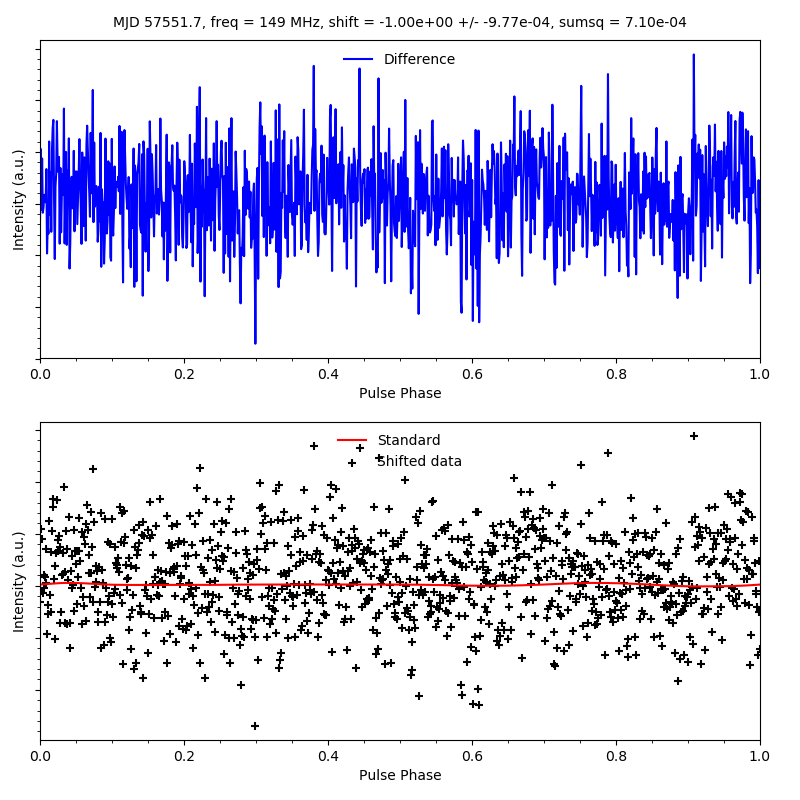 MJD 57551.7, freq = 149 MHz, shift = -1.00e+00 +/- -9.77e-04, sumsq = 7.10e-04
Difference
Intensity (a.u.)
0.0 0.2 0.4 0.6 0.8 1.0
Pulse Phase
Standard
Shifted data
Intensity (a.u.)
0.0 0.2 0.4 0.6 0.8 1.0
Pulse Phase